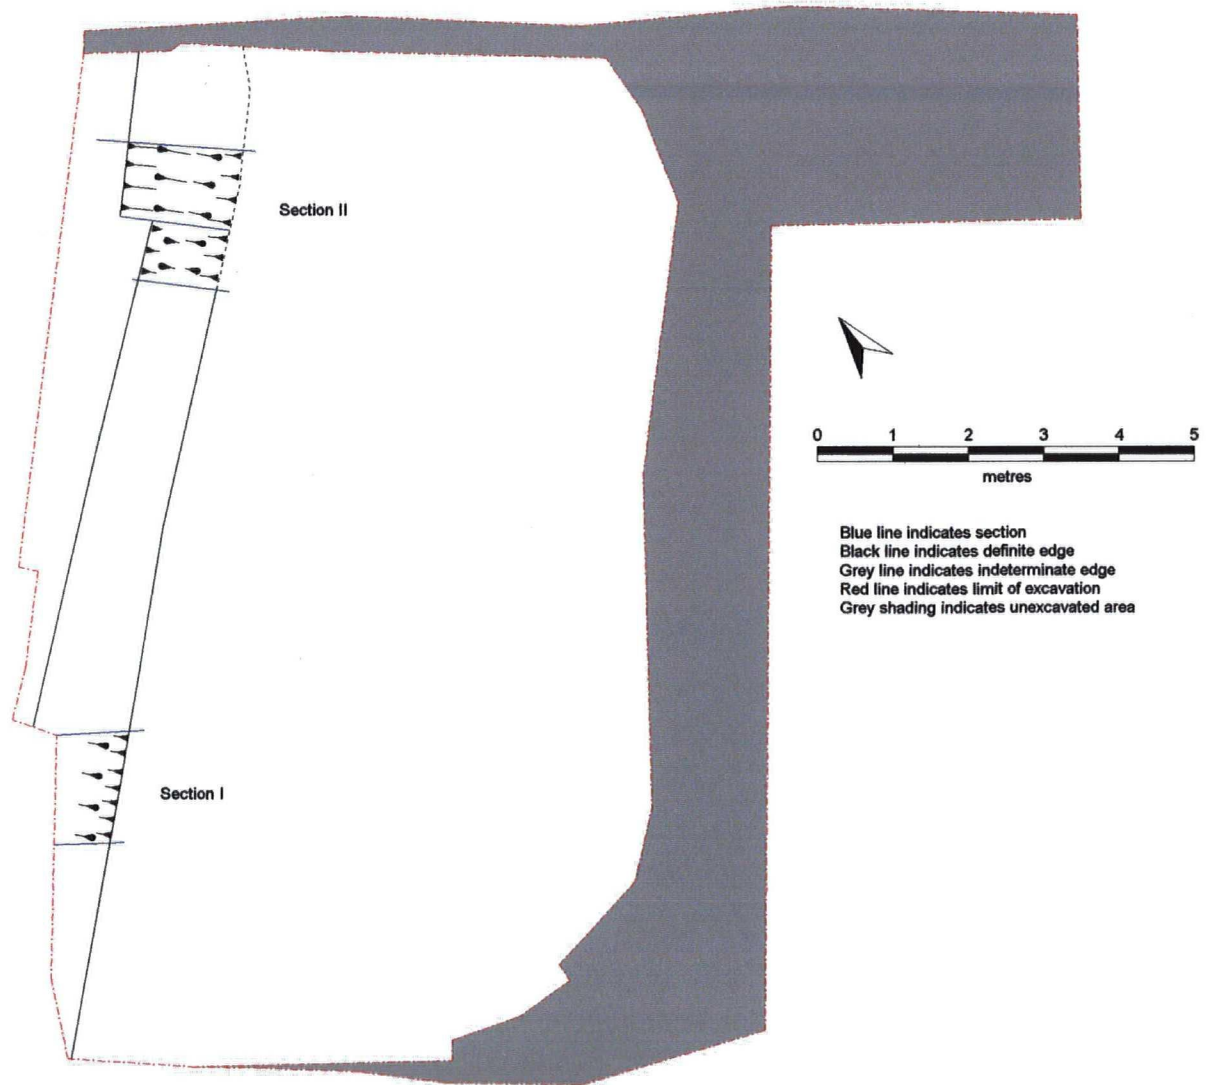 Section II
0 1 2 3 4 5
metres
Blue line indicates section
Black line indicates definite edge
Grey line indicates indeterminate edge
Red line indicates limit of excavation
Grey shading indicates unexcavated area
Section I